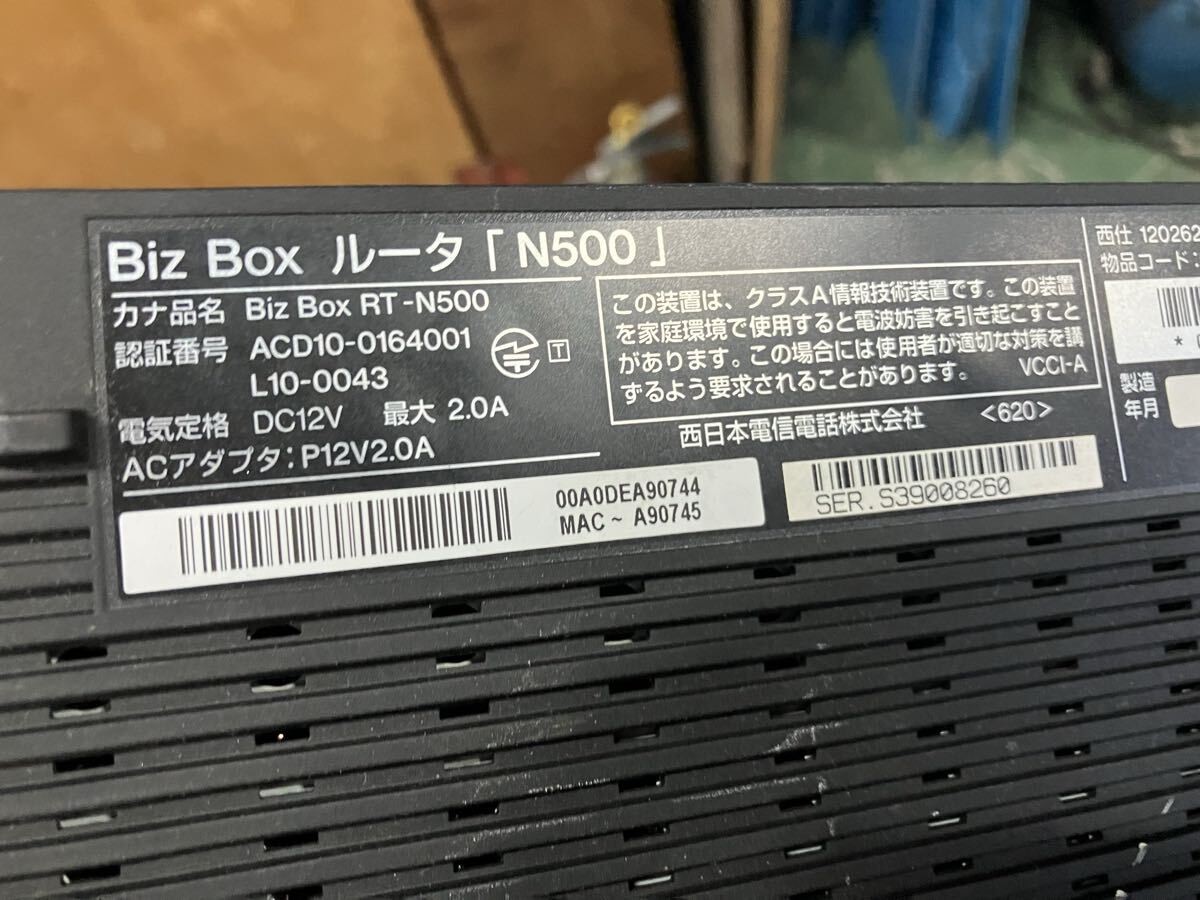 Biz Box ルータ「N500」
カナ品名 Biz Box RT-N500
認証番号 ACD10-0164001
L10-0043
T
電気定格 DC12V 最大 2.0A
ACアダプタ:P12V2.0A
この装置は、クラスA情報技術装置です。この装置
を家庭環境で使用すると電波妨害を引き起こすこと
があります。この場合には使用者が適切な対策を講
ずるよう要求されることがあります。 VCCI-A
西日本電信電話株式会社 <620>
00A0DEA90744
MAC ~ A90745
SER.S39008260
西仕 120262
物品コード:
*
製造
年月